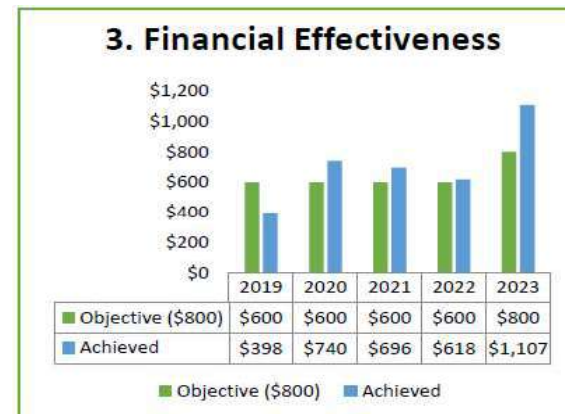 3. Financial Effectiveness
$1,200
$1,000
$800
$600
$400
$200
$0
2019 2020 2021 2022 2023
Objective ($800) $600 $600 $600 $600 $800
Achieved $398 $740 $696 $618 $1,107
Objective ($800) Achieved